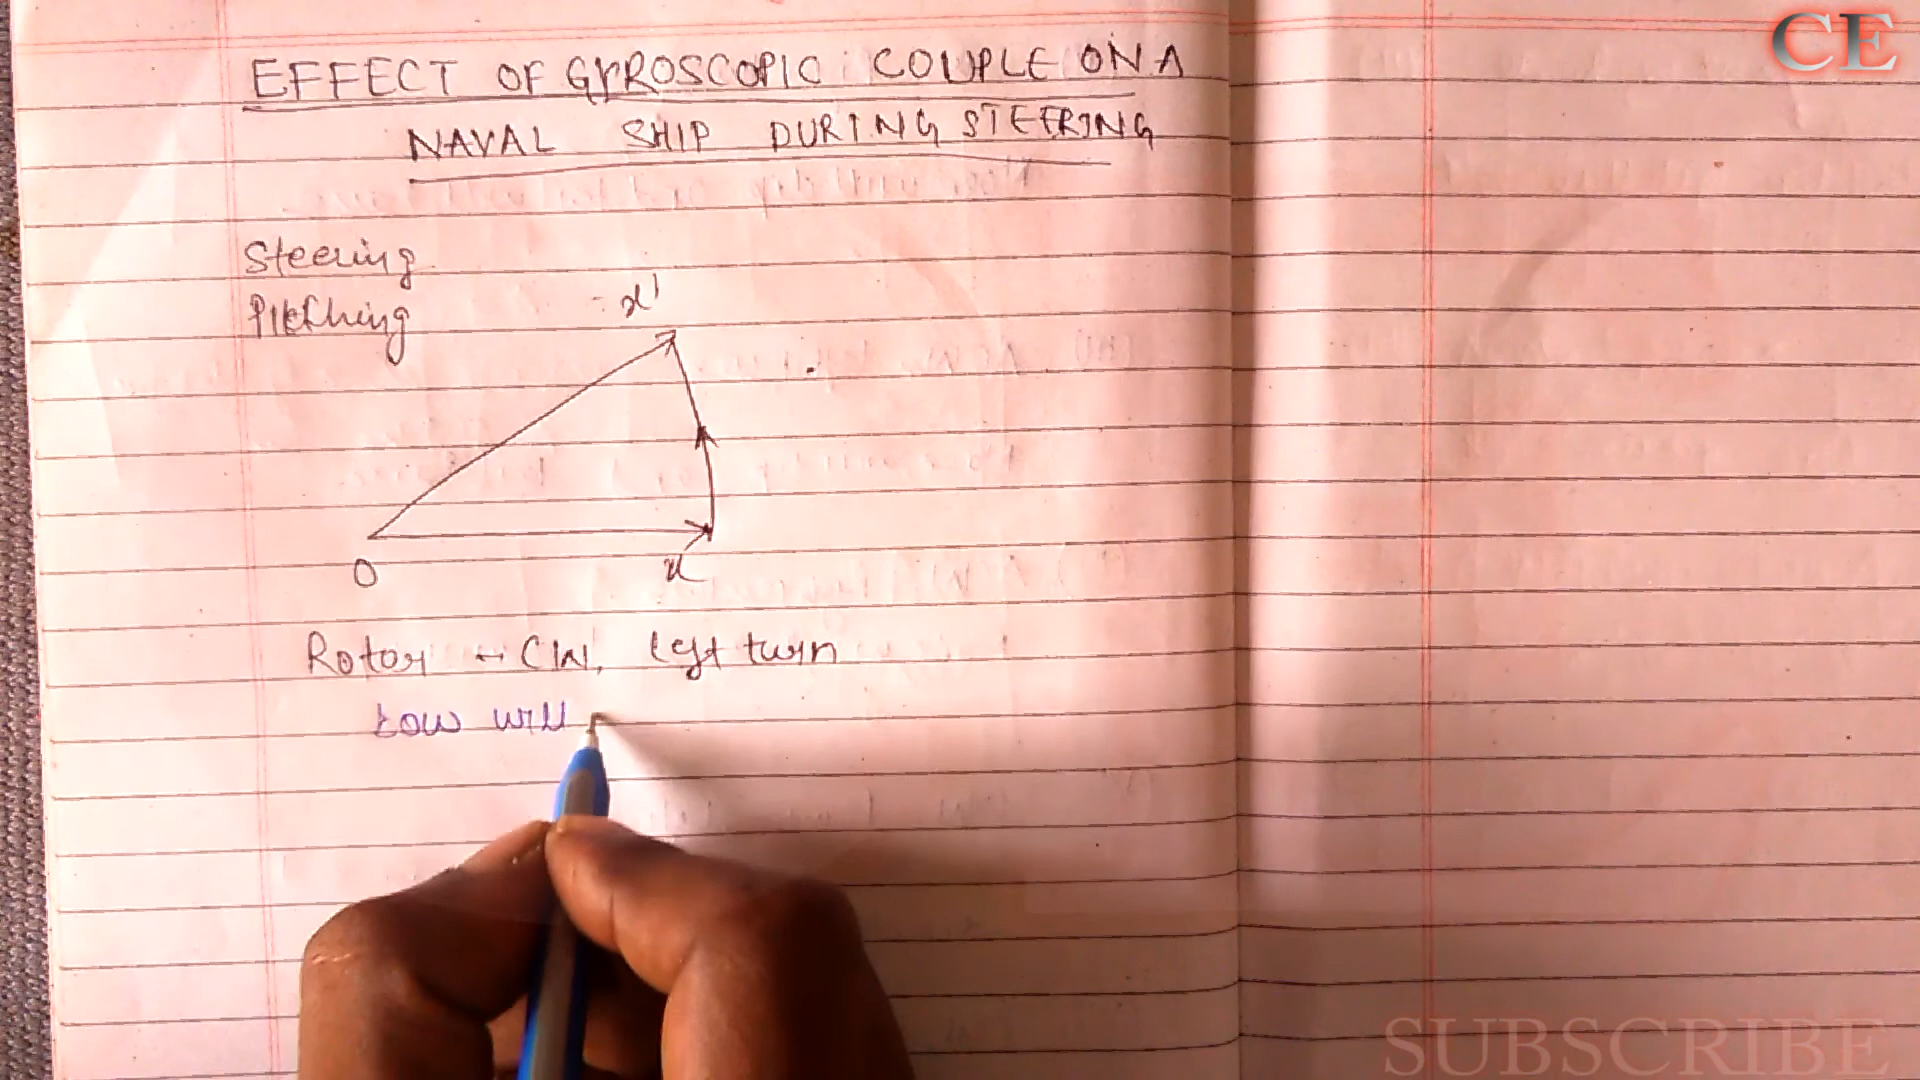 CE
EFFECT OF GYROSCOPIC COUPLE ON A
NAVAL SHIP DURING STEERING
Steering
Pitching
x'
O
x
Rotor - CW, left turn
bow will
SUBSCRIBE